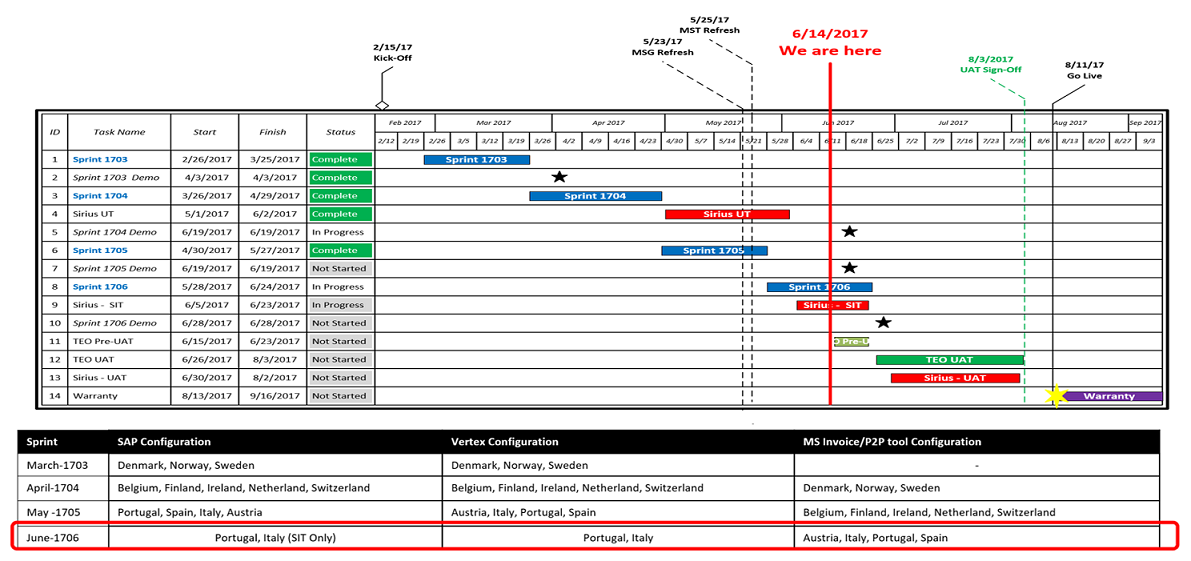 5/25/17
MST Refresh
6/14/2017
We are here
5/23/17
MSG Refresh
2/15/17
Kick-Off
8/3/2017
UAT Sign-Off
8/11/17
Go Live
ID Task Name Start Finish Status
Feb 2017 Mar 2017 Apr 2017 May 2017 Jun 2017 Jul 2017 Aug 2017 Sep 2017
2/12 2/19 2/26 3/5 3/12 3/19 3/26 4/2 4/9 4/16 4/23 4/30 5/7 5/14 5/21 5/28 6/4 6/11 6/18 6/25 7/2 7/9 7/16 7/23 7/30 8/6 8/13 8/20 8/27 9/3
1 Sprint 1703 2/26/2017 3/25/2017 Complete Sprint 1703
2 Sprint 1703 Demo 4/3/2017 4/3/2017 Complete
3 Sprint 1704 3/26/2017 4/29/2017 Complete Sprint 1704
4 Sirius UT 5/1/2017 6/2/2017 Complete Sirius UT
5 Sprint 1704 Demo 6/19/2017 6/19/2017 In Progress
6 Sprint 1705 4/30/2017 5/27/2017 Complete Sprint 1705
7 Sprint 1705 Demo 6/19/2017 6/19/2017 Not Started
8 Sprint 1706 5/28/2017 6/24/2017 In Progress Sprint 1706
9 Sirius - SIT 6/5/2017 6/23/2017 In Progress Sirius - SIT
10 Sprint 1706 Demo 6/28/2017 6/28/2017 Not Started
11 TEO Pre-UAT 6/15/2017 6/23/2017 Not Started O Pre-U
12 TEO UAT 6/26/2017 8/3/2017 Not Started TEO UAT
13 Sirius - UAT 6/30/2017 8/2/2017 Not Started Sirius - UAT
14 Warranty 8/13/2017 9/16/2017 Not Started Warranty
Sprint SAP Configuration Vertex Configuration MS Invoice/P2P tool Configuration
March-1703 Denmark, Norway, Sweden Denmark, Norway, Sweden -
April-1704 Belgium, Finland, Ireland, Netherland, Switzerland Belgium, Finland, Ireland, Netherland, Switzerland Denmark, Norway, Sweden
May -1705 Portugal, Spain, Italy, Austria Austria, Italy, Portugal, Spain Belgium, Finland, Ireland, Netherland, Switzerland
June-1706 Portugal, Italy (SIT Only) Portugal, Italy Austria, Italy, Portugal, Spain